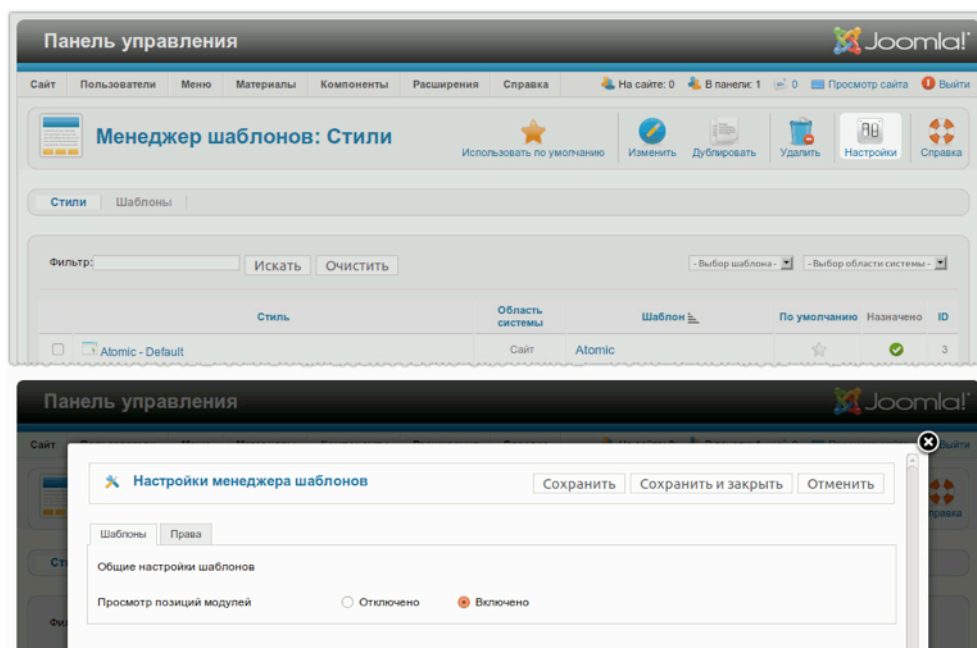 Панель управления
Joomla!
Сайт Пользователи Меню Материалы Компоненты Расширения Справка На сайте: 0 В панели: 1 0 Просмотр сайта Выйти
Менеджер шаблонов: Стили
Использовать по умолчанию Изменить Дублировать Удалить Настройки Справка
Стили Шаблоны
Фильтр: Искать Очистить - Выбор шаблона - - Выбор области системы -
Стиль Область системы Шаблон По умолчанию Назначено ID
Atomic - Default Сайт Atomic 3
Панель управления
Joomla!
Сайт Выйти
Настройки менеджера шаблонов Сохранить Сохранить и закрыть Отменить
Шаблоны Права
Общие настройки шаблонов
Просмотр позиций модулей Отключено Включено